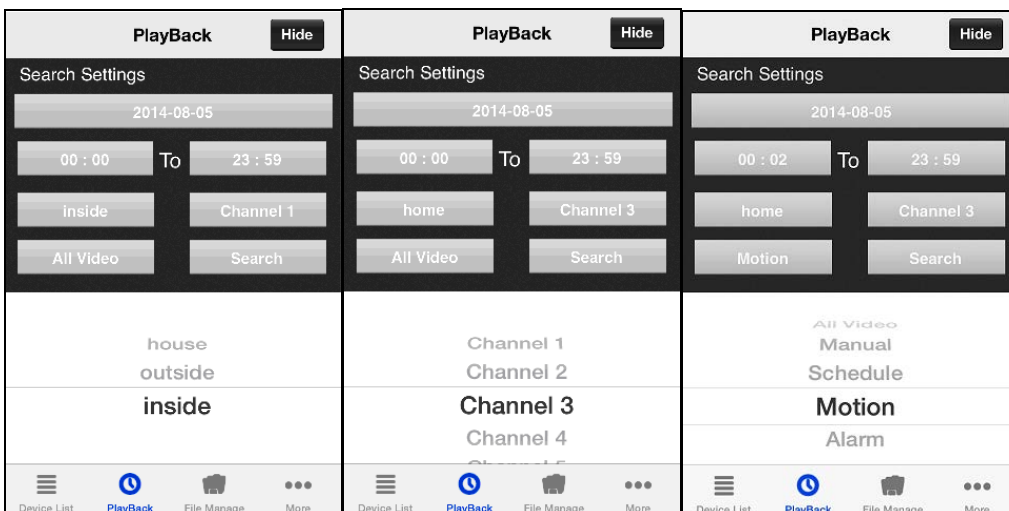 PlayBack
Hide
Search Settings
2014-08-05
00 : 00 To 23 : 59
inside Channel 1
All Video Search
house
outside
inside
Device List PlayBack File Manage More
PlayBack
Hide
Search Settings
2014-08-05
00 : 00 To 23 : 59
home Channel 3
All Video Search
Channel 1
Channel 2
Channel 3
Channel 4
Channel 5
Device List PlayBack File Manage More
PlayBack
Hide
Search Settings
2014-08-05
00 : 02 To 23 : 59
home Channel 3
Motion Search
All Video
Manual
Schedule
Motion
Alarm
Device List PlayBack File Manage More